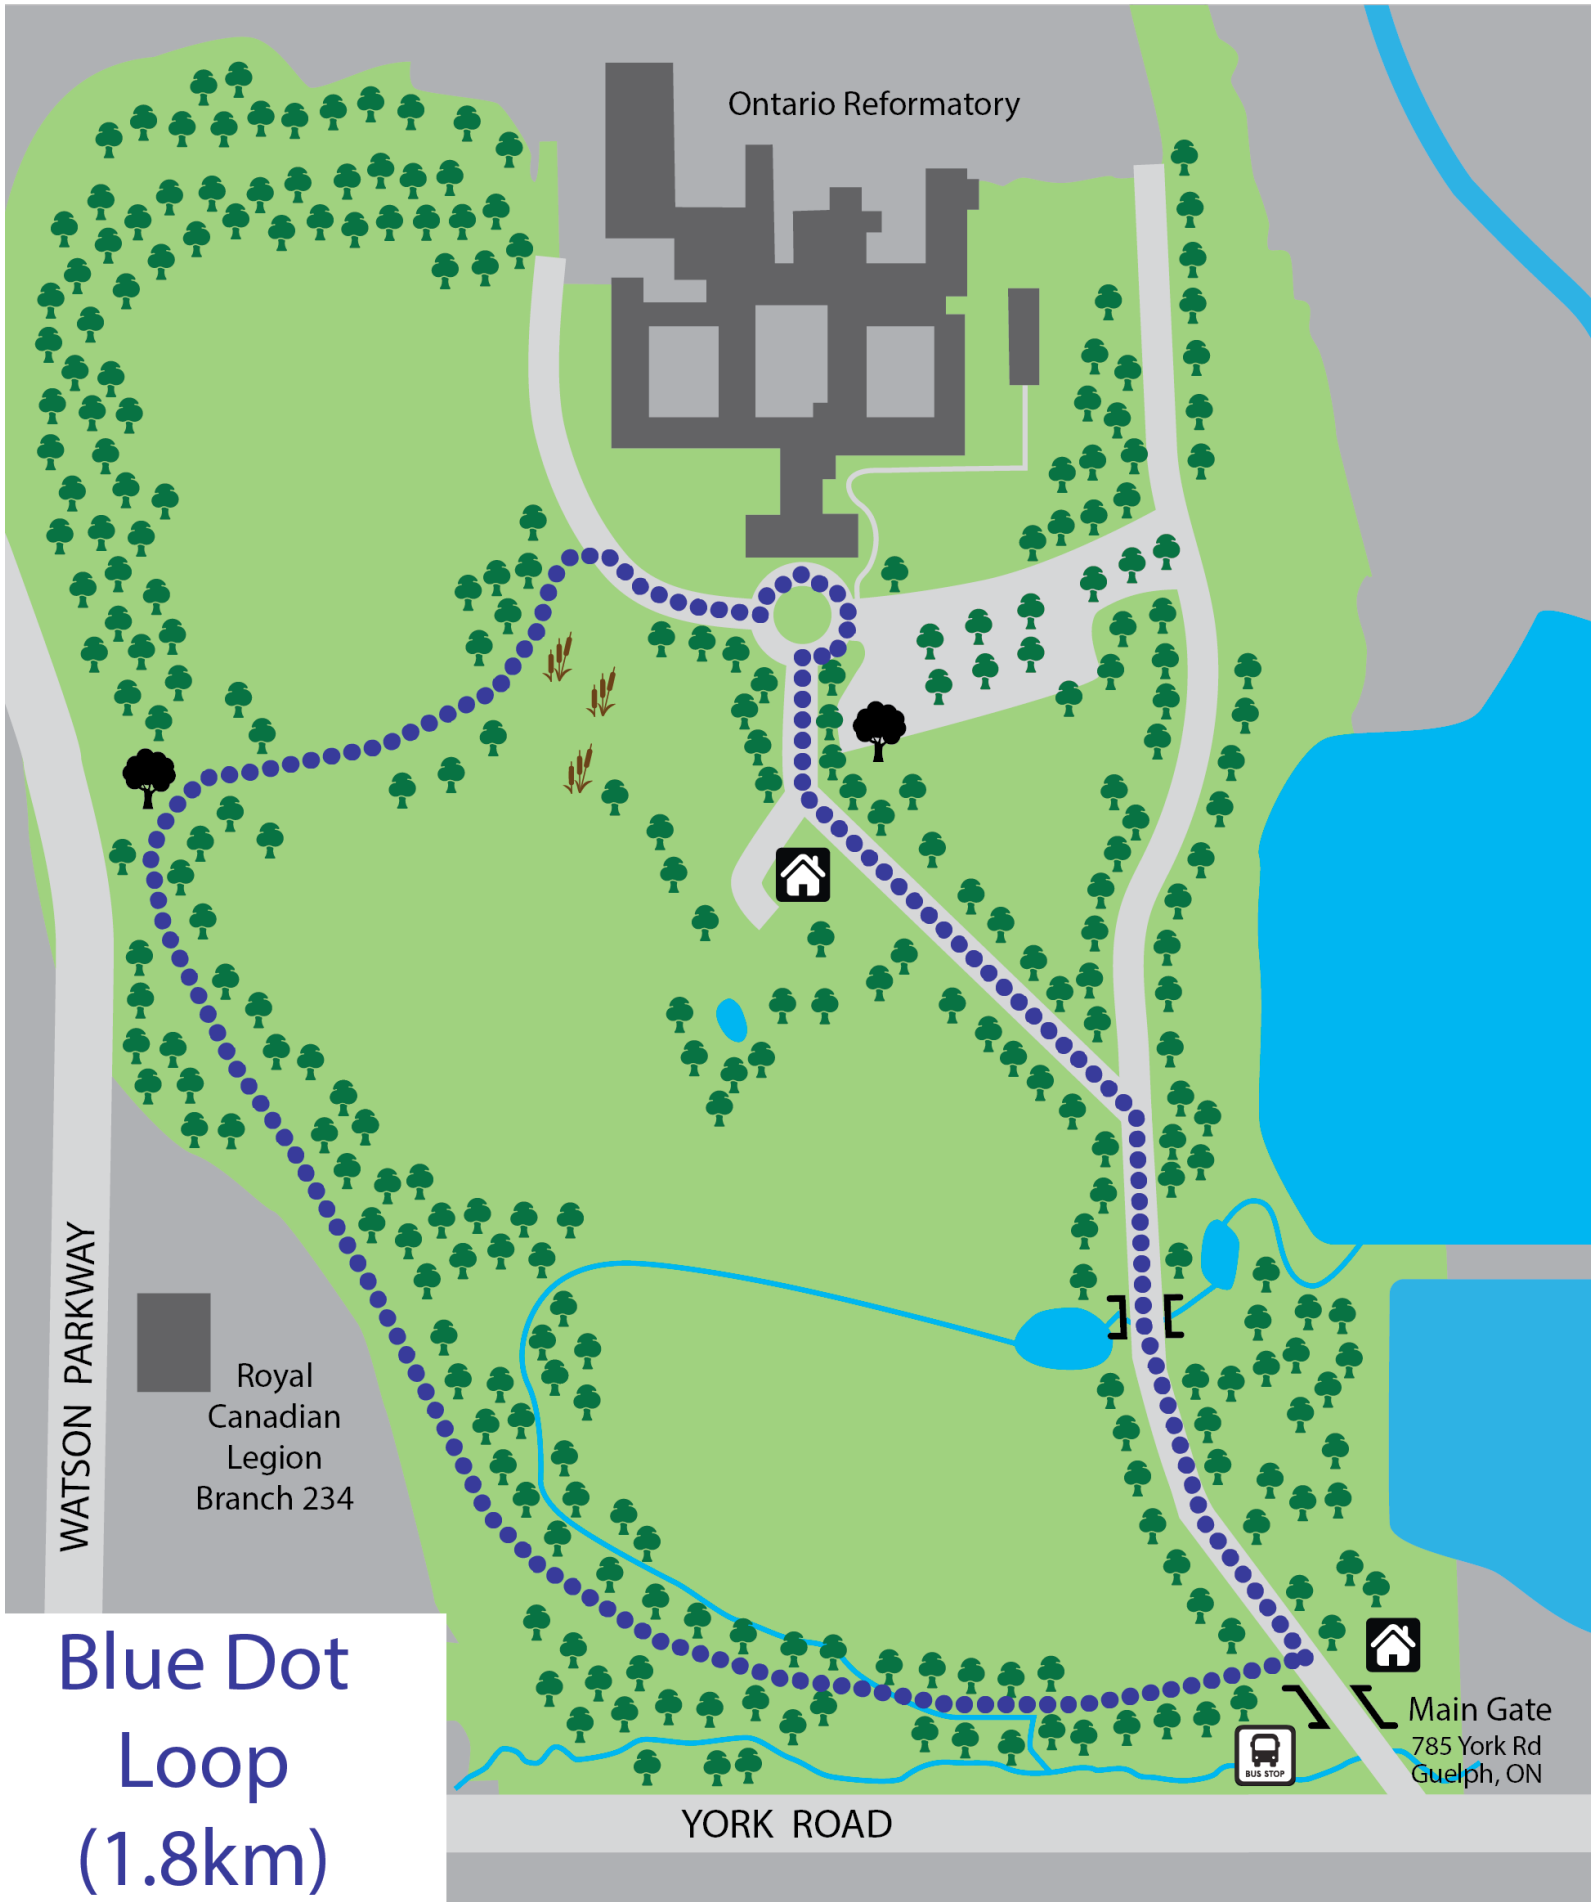 Ontario Reformatory
WATSON PARKWAY
Royal
Canadian
Legion
Branch 234
Blue Dot
Loop
(1.8km)
Main Gate
785 York Rd
Guelph, ON
BUS STOP
YORK ROAD